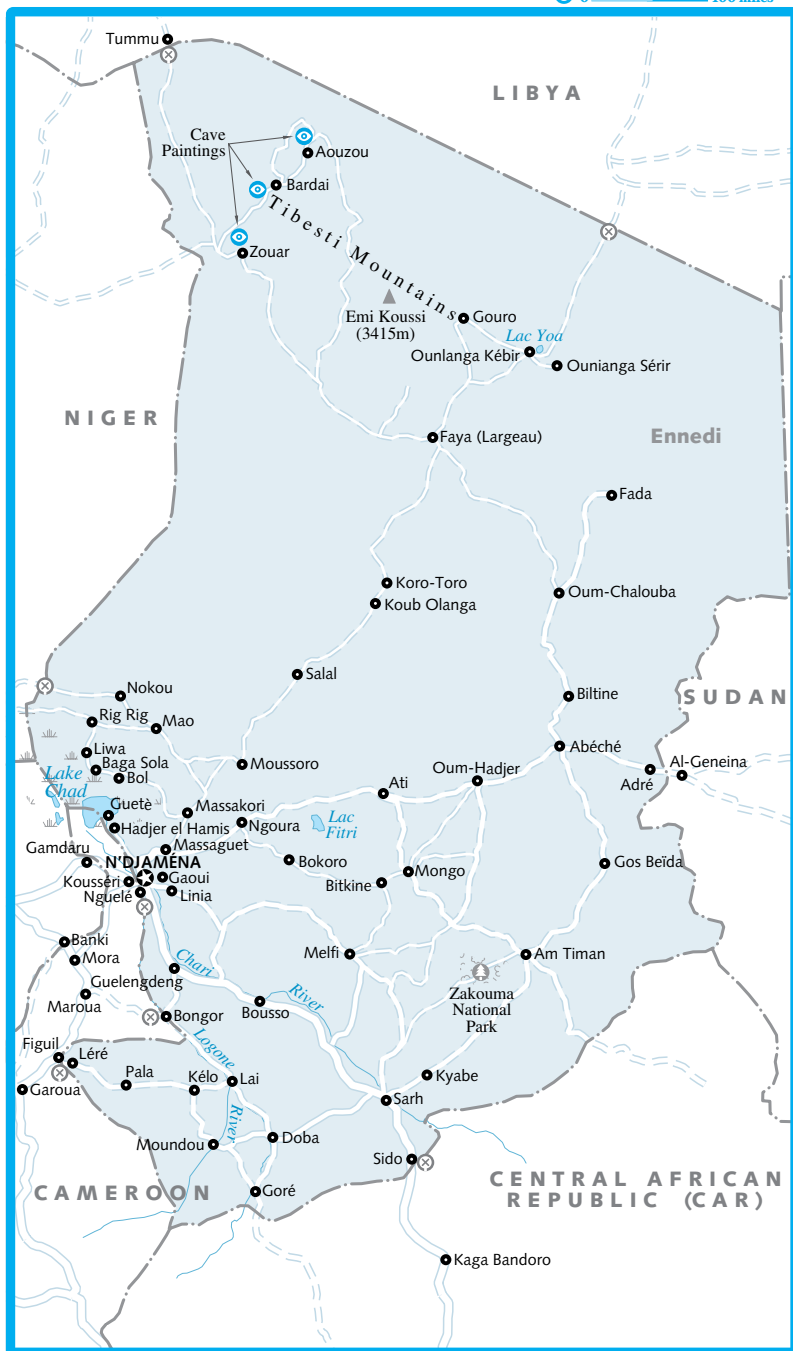 0 160 miles
Tummu
LIBYA
Cave
Paintings
Aouzou
Bardai
Tibesti Mountains
Zouar
Emi Koussi
(3415m)
Gouro
Lac Yoa
Ounlanga Kébir
Ounianga Sérir
NIGER
Faya (Largeau)
Ennedi
Fada
Koro-Toro
Koub Olanga
Oum-Chalouba
Salal
Nokou
Biltine
SUDAN
Rig Rig
Mao
Liwa
Baga Sola
Bol
Moussoro
Abéché
Oum-Hadjer
Adré
Al-Geneina
Lake
Chad
Ati
Guetè
Massakori
Lac
Fitri
Hadjer el Hamis
Ngoura
Massaguet
Gamdaru
N'DJAMÉNA
Bokoro
Gos Beïda
Kousséri
Gaoui
Mongo
Nguelé
Linia
Bitkine
Banki
Mora
Melfi
Am Timan
Chari
River
Guelengdeng
Maroua
Zakouma
National
Park
Bousso
Bongor
Logone
River
Figuil
Léré
Pala
Kélo
Lai
Kyabe
Garoua
Sarh
Doba
Moundou
Sido
CAMEROON
Goré
CENTRAL AFRICAN
REPUBLIC (CAR)
Kaga Bandoro